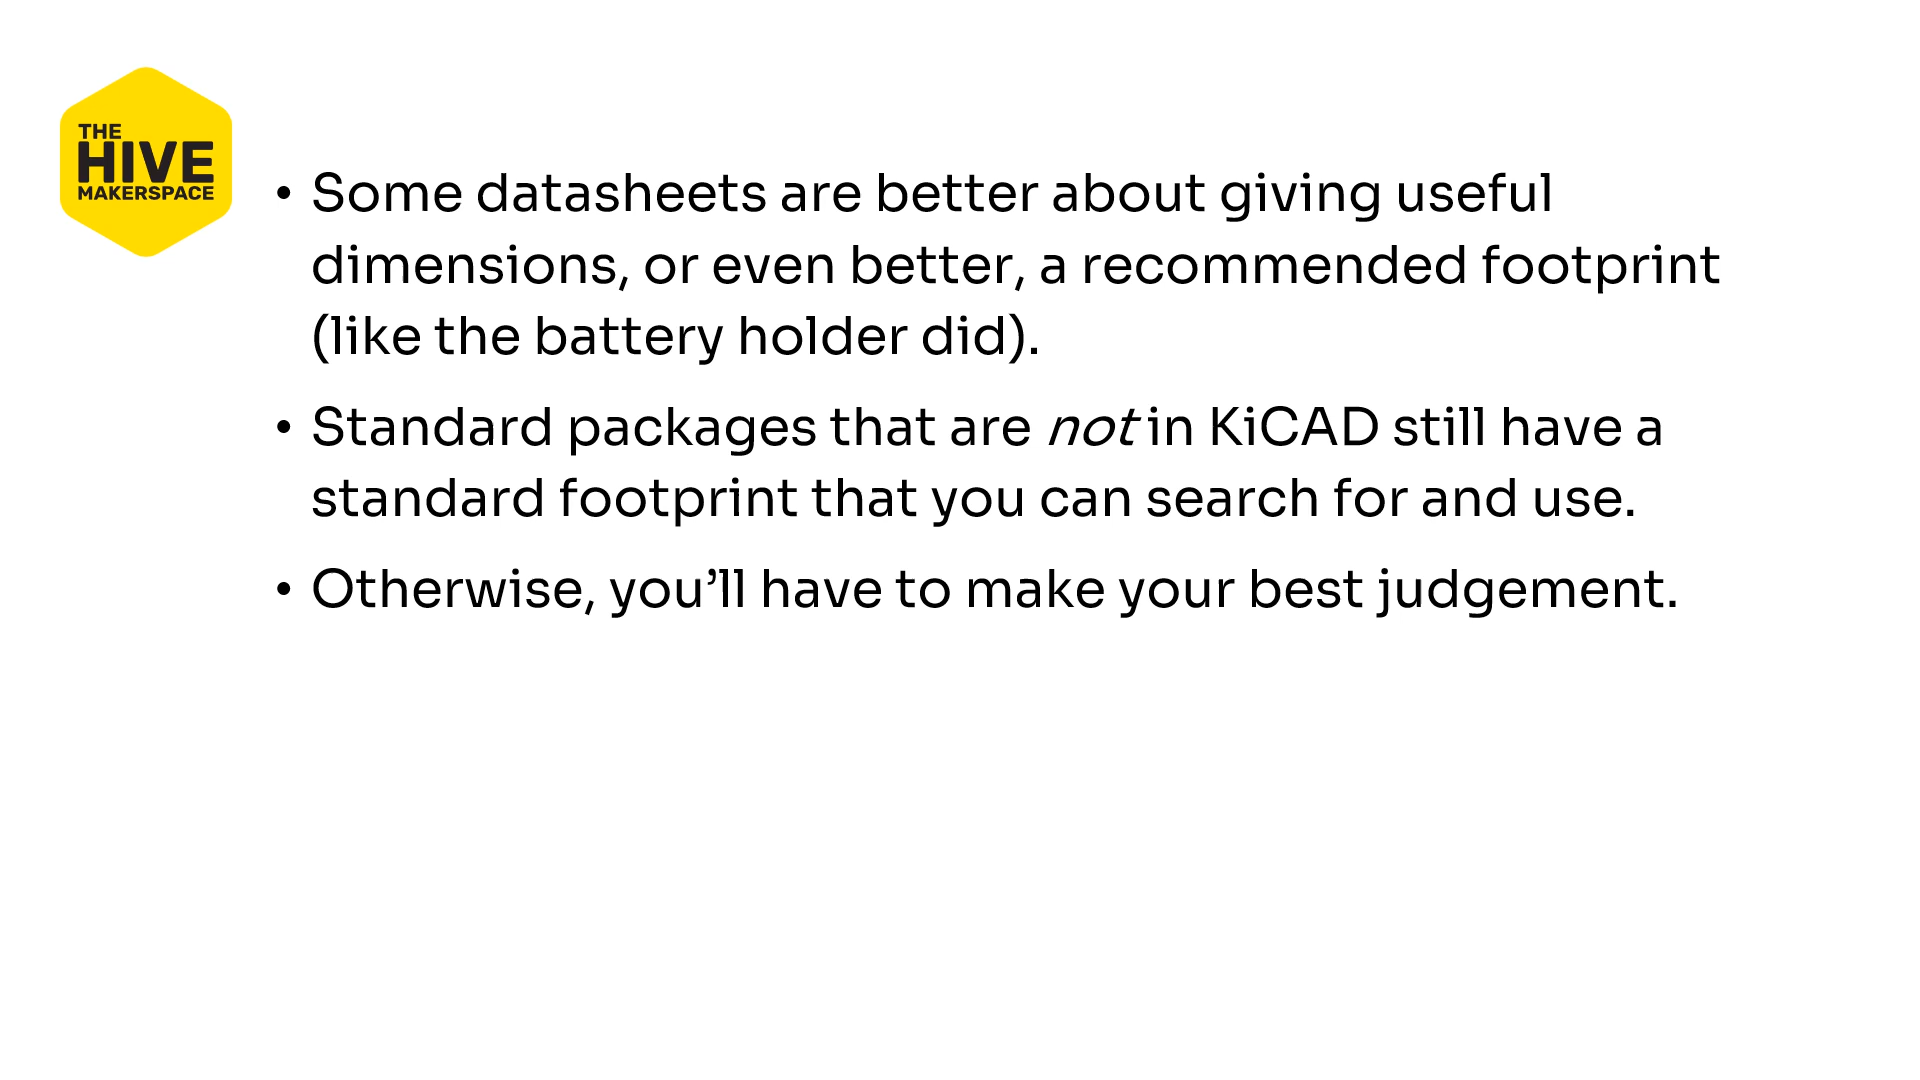 THE
HIVE
MAKERSPACE
• Some datasheets are better about giving useful
dimensions, or even better, a recommended footprint
(like the battery holder did).
• Standard packages that are not in KiCAD still have a
standard footprint that you can search for and use.
• Otherwise, you’ll have to make your best judgement.